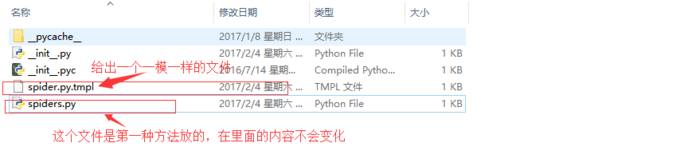 名称 修改日期 类型 大小
__pycache__ 2017/1/8 星期日 ... 文件夹
__init__.py 2017/2/4 星期六 ... Python File 1 KB
给出一个一模一样的文件
__init__.pyc 2016/7/14 星期... Compiled Pytho... 1 KB
spider.py.tmpl 2017/2/4 星期六 ... TMPL 文件 1 KB
spiders.py 2017/2/4 星期六 ... Python File 1 KB
这个文件是第一种方法放的，在里面的内容不会变化